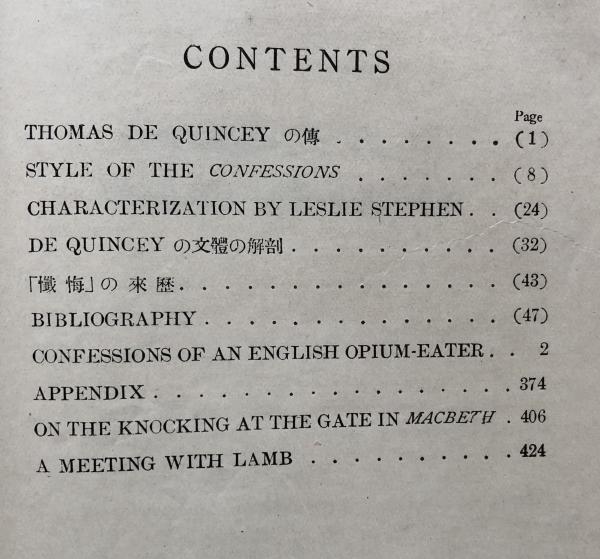 CONTENTS
Page
THOMAS DE QUINCEY の傳 . . . . . . . (1)
STYLE OF THE CONFESSIONS . . . . . . . (8)
CHARACTERIZATION BY LESLIE STEPHEN . . (24)
DE QUINCEY の文體の解剖 . . . . . . . . . (32)
「懺悔」の來歷 . . . . . . . . . . . . . . (43)
BIBLIOGRAPHY . . . . . . . . . . . . . (47)
CONFESSIONS OF AN ENGLISH OPIUM-EATER . . 2
APPENDIX . . . . . . . . . . . . . . . 374
ON THE KNOCKING AT THE GATE IN MACBETH . 406
A MEETING WITH LAMB . . . . . . . . . . 424